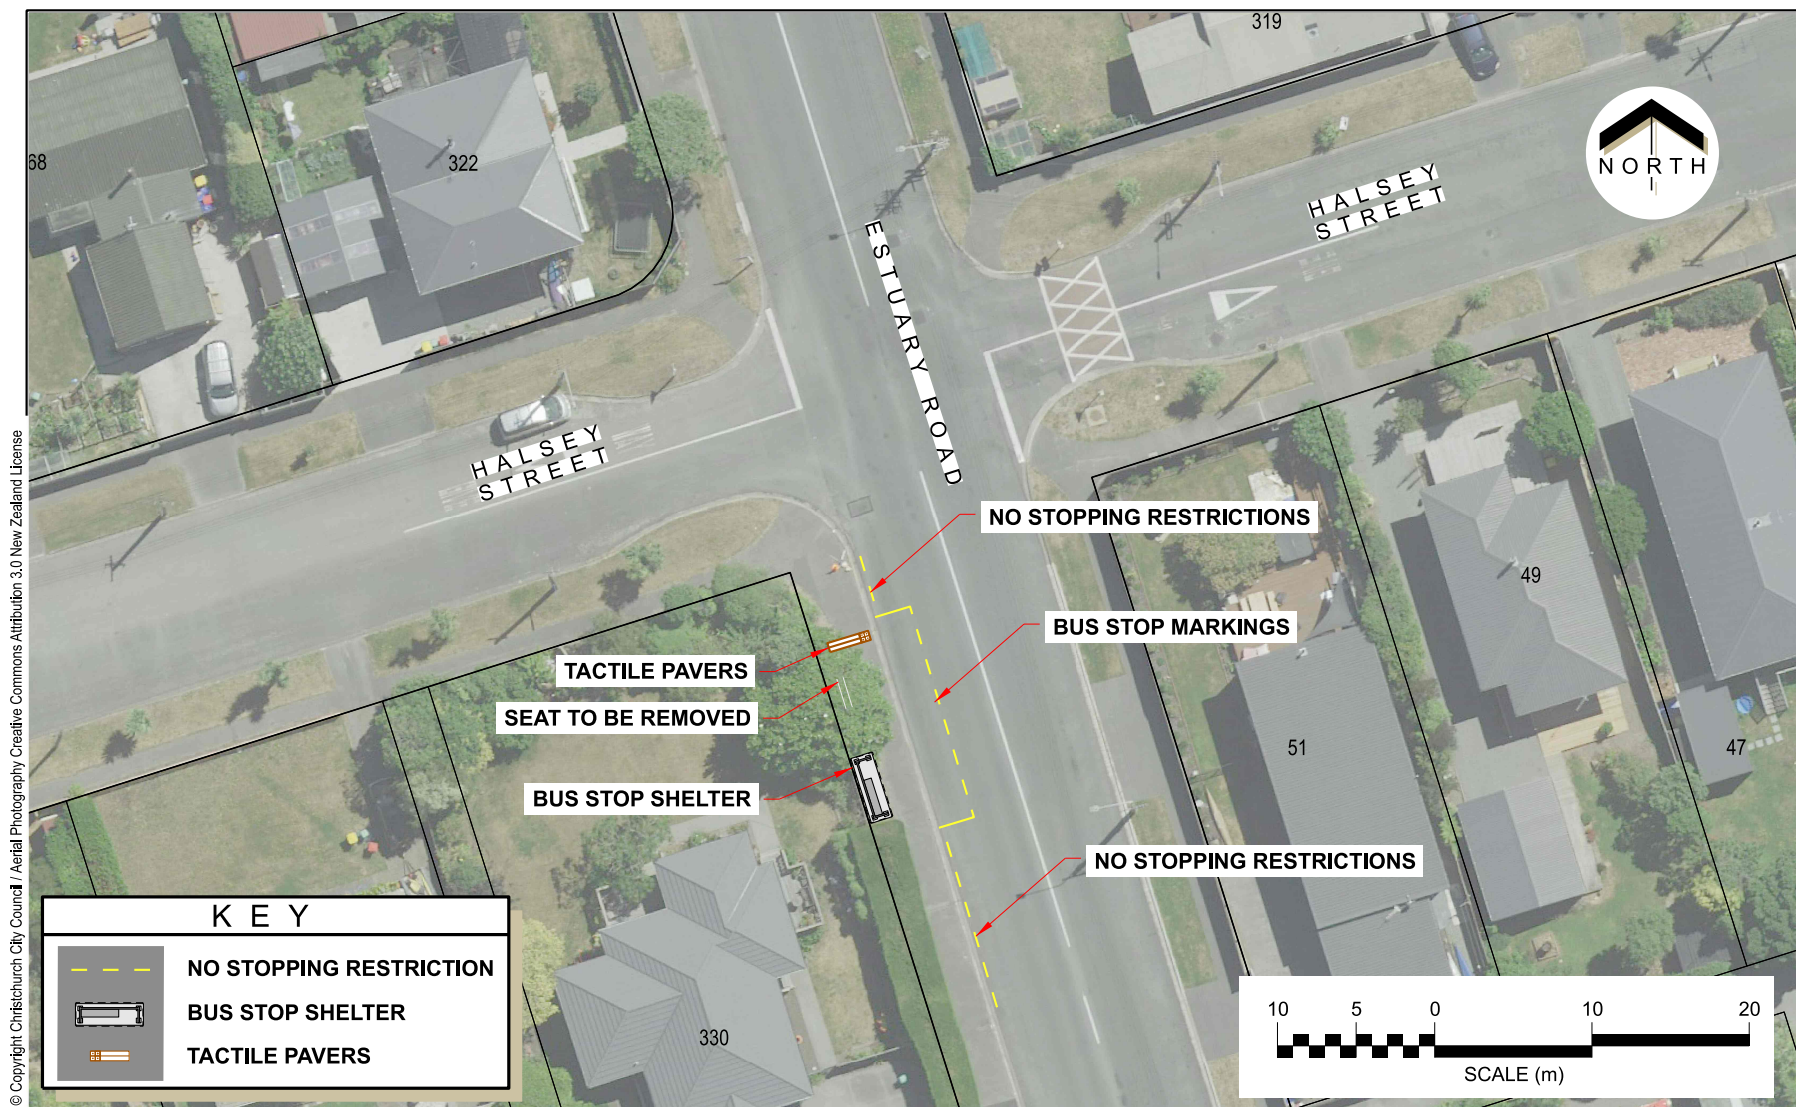 319
322
68
NORTH
HALSEY
STREET
ESTUARY ROAD
HALSEY
STREET
NO STOPPING RESTRICTIONS
49
BUS STOP MARKINGS
TACTILE PAVERS
SEAT TO BE REMOVED
51
47
BUS STOP SHELTER
NO STOPPING RESTRICTIONS
330
KEY
NO STOPPING RESTRICTION
BUS STOP SHELTER
TACTILE PAVERS
10 5 0 10 20
SCALE (m)
© Copyright Christchurch City Council / Aerial Photography Creative Commons Attribution 3.0 New Zealand License